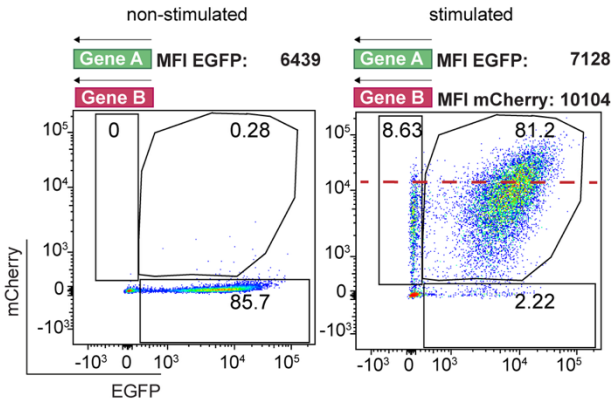 non-stimulated
Gene A MFI EGFP: 6439
Gene B
0 0.28
85.7
10⁵
10⁴
10³
0
-10³
-10³ 0 10³ 10⁴ 10⁵
mCherry
EGFP
stimulated
Gene A MFI EGFP: 7128
Gene B MFI mCherry: 10104
8.63 81.2
2.22
10⁵
10⁴
10³
0
-10³
-10³ 0 10³ 10⁴ 10⁵